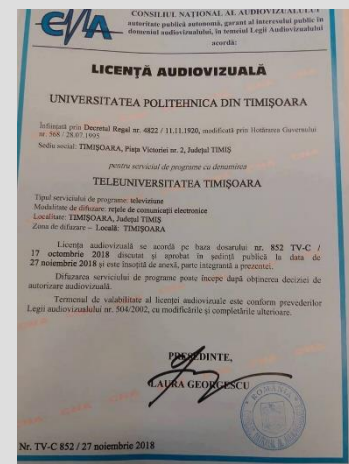 CNA
CONSILIUL NAȚIONAL AL AUDIOVIZUALULUI
autoritate publică autonomă, garant al interesului public în
domeniul audiovizualului, în temeiul Legii Audiovizualului
acordă:
LICENȚĂ AUDIOVIZUALĂ
UNIVERSITATEA POLITEHNICA DIN TIMIȘOARA
Înființată prin Decretul Regal nr. 4822 / 11.11.1920, modificată prin Hotărârea Guvernului
nr. 568 / 28.07.1995
Sediu social: TIMIȘOARA, Piața Victoriei nr. 2, Județul TIMIȘ
pentru serviciul de programe cu denumirea
TELEUNIVERSITATEA TIMIȘOARA
Tipul serviciului de programe: televiziune
Modalitate de difuzare: rețele de comunicații electronice
Localitate: TIMIȘOARA, Județul TIMIȘ
Zona de difuzare – Locală: TIMIȘOARA
Licența audiovizuală se acordă pe baza dosarului nr. 852 TV-C /
17 octombrie 2018 discutat și aprobat în ședință publică la data de
27 noiembrie 2018 și este însoțită de anexă, parte integrantă a prezentei.
Difuzarea serviciului de programe poate începe după obținerea deciziei de
autorizare audiovizuală.
Termenul de valabilitate al licenței audiovizuale este conform prevederilor
Legii audiovizualului nr. 504/2002, cu modificările și completările ulterioare.
PREȘEDINTE,
LAURA GEORGESCU
ROMANIA
Nr. TV-C 852 / 27 noiembrie 2018